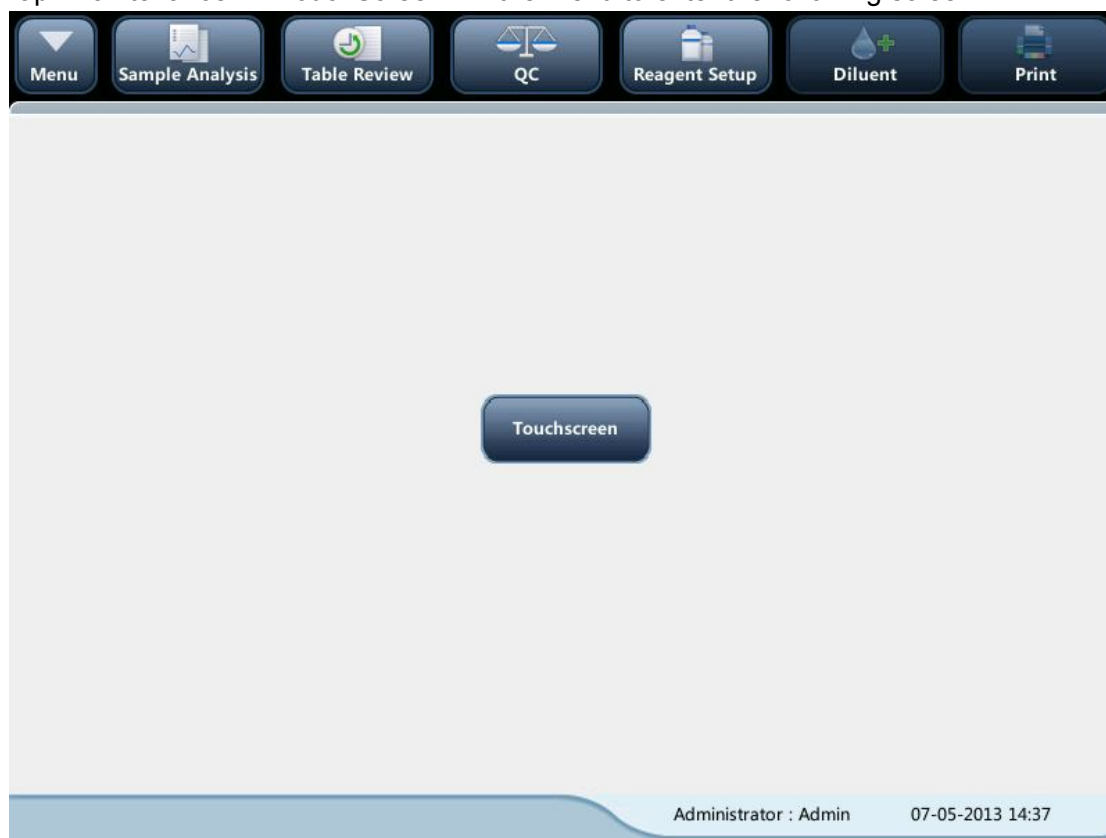 Menu Sample Analysis Table Review QC Reagent Setup Diluent Print
Touchscreen
Administrator : Admin 07-05-2013 14:37